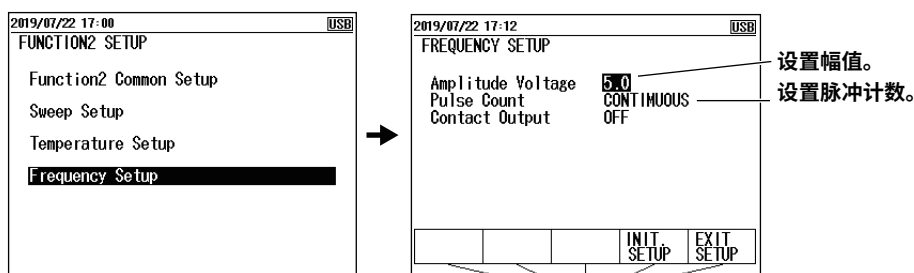 2019/07/22 17:00 USB
FUNCTION2 SETUP
Function2 Common Setup
Sweep Setup
Temperature Setup
Frequency Setup
2019/07/22 17:12 USB
FREQUENCY SETUP
Amplitude Voltage 5.0
Pulse Count CONTIMUOUS
Contact Output OFF
INIT. SETUP
EXIT SETUP
设置幅值。
设置脉冲计数。